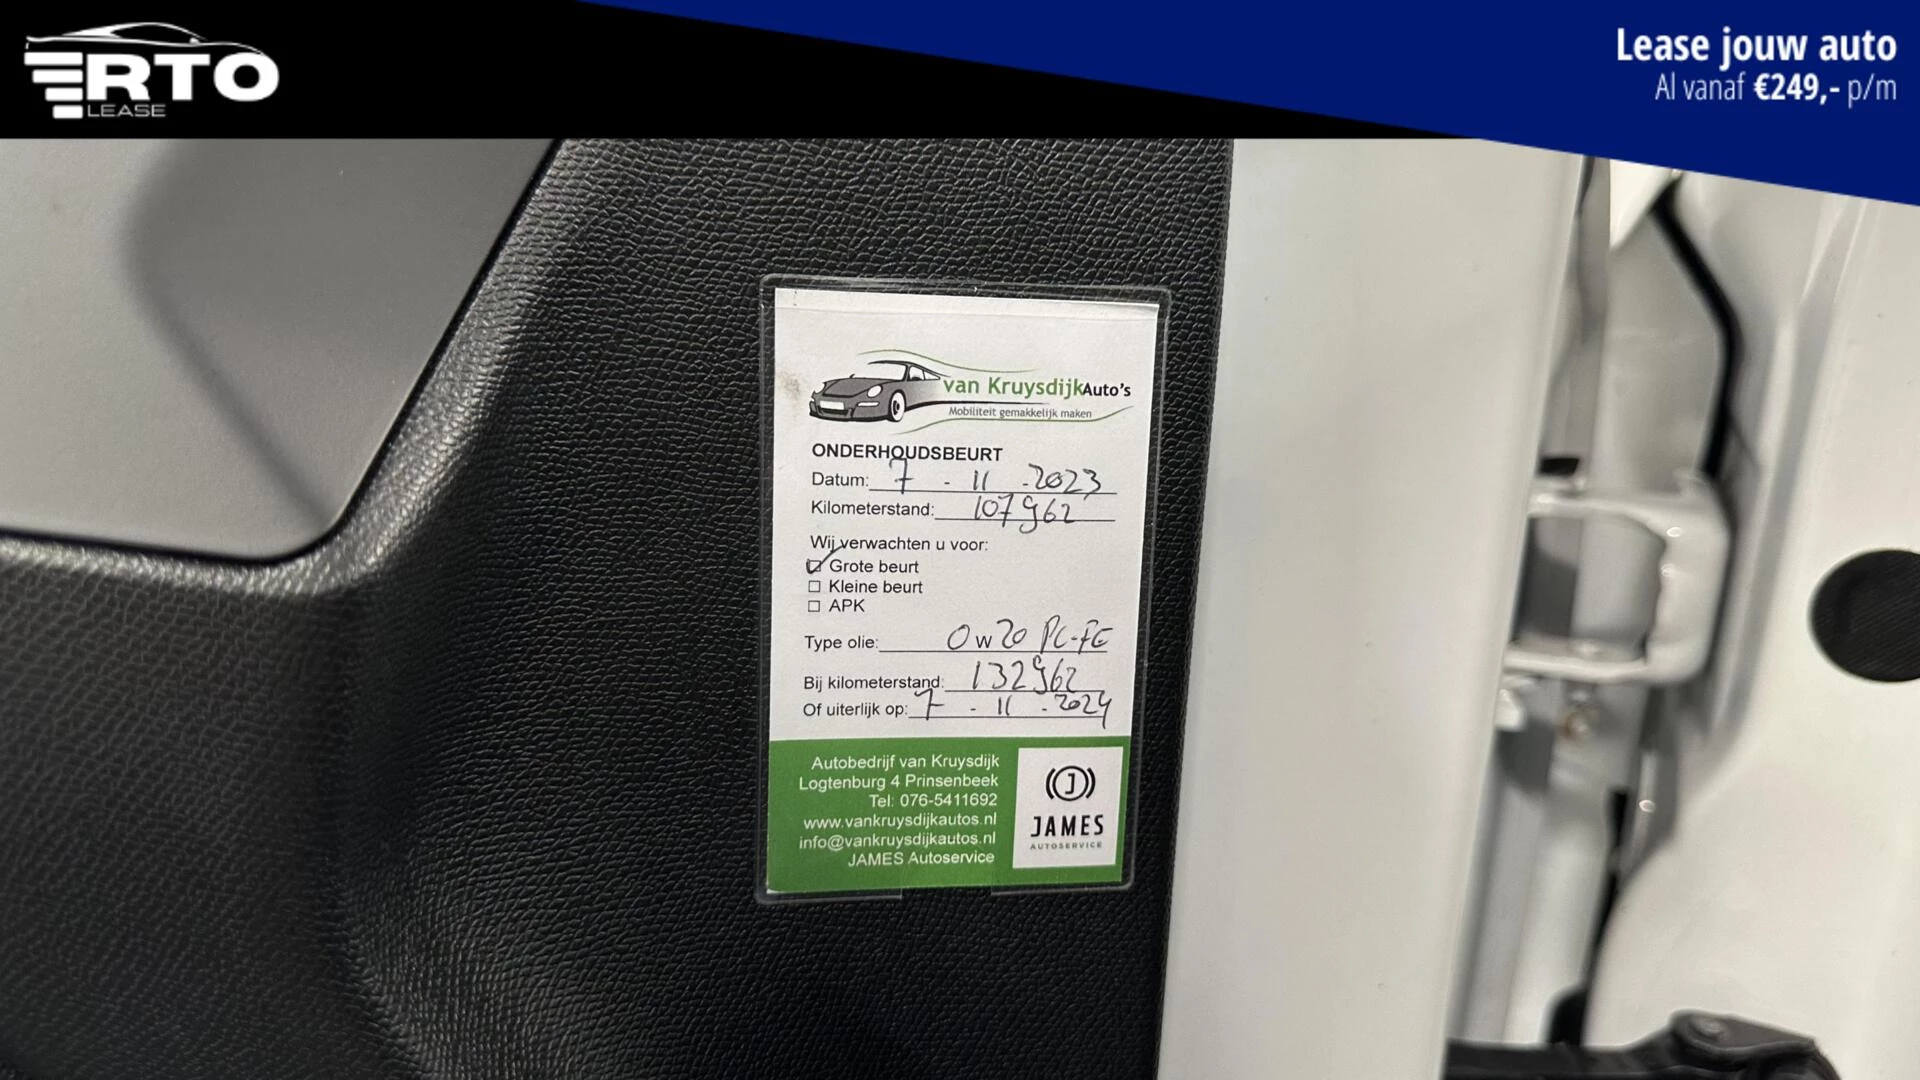 RTO
LEASE
Lease jouw auto
Al vanaf €249,- p/m
van Kruysdijk Auto's
Mobiliteit gemakkelijk maken
ONDERHOUDSBEURT
Datum: 7 - 11 - 2023
Kilometerstand: 107962
Wij verwachten u voor:
Grote beurt
Kleine beurt
APK
Type olie: 0w20 PC-FE
Bij kilometerstand: 132962
Of uiterlijk op: 7 - 11 - 2024
Autobedrijf van Kruysdijk
Logtenburg 4 Prinsenbeek
Tel: 076-5411692
www.vankruysdijkautos.nl
info@vankruysdijkautos.nl
JAMES Autoservice
J
JAMES
AUTOSERVICE